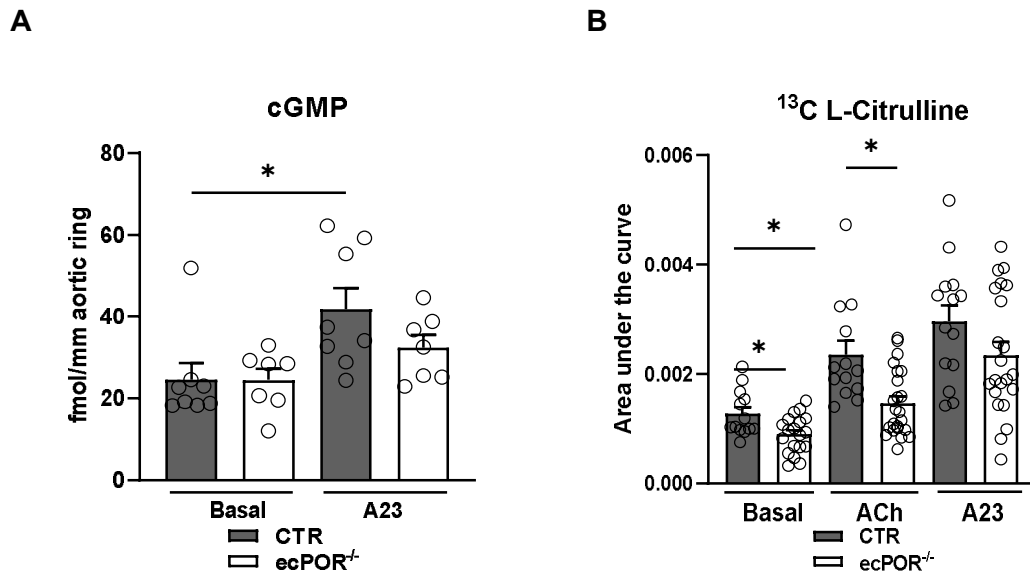 A
cGMP
fmol/mm aortic ring
80
60
40
20
0
*
Basal
A23
CTR
ecPOR-/-
B
13C L-Citrulline
Area under the curve
0.006
0.004
0.002
0.000
*
*
*
Basal
ACh
A23
CTR
ecPOR-/-